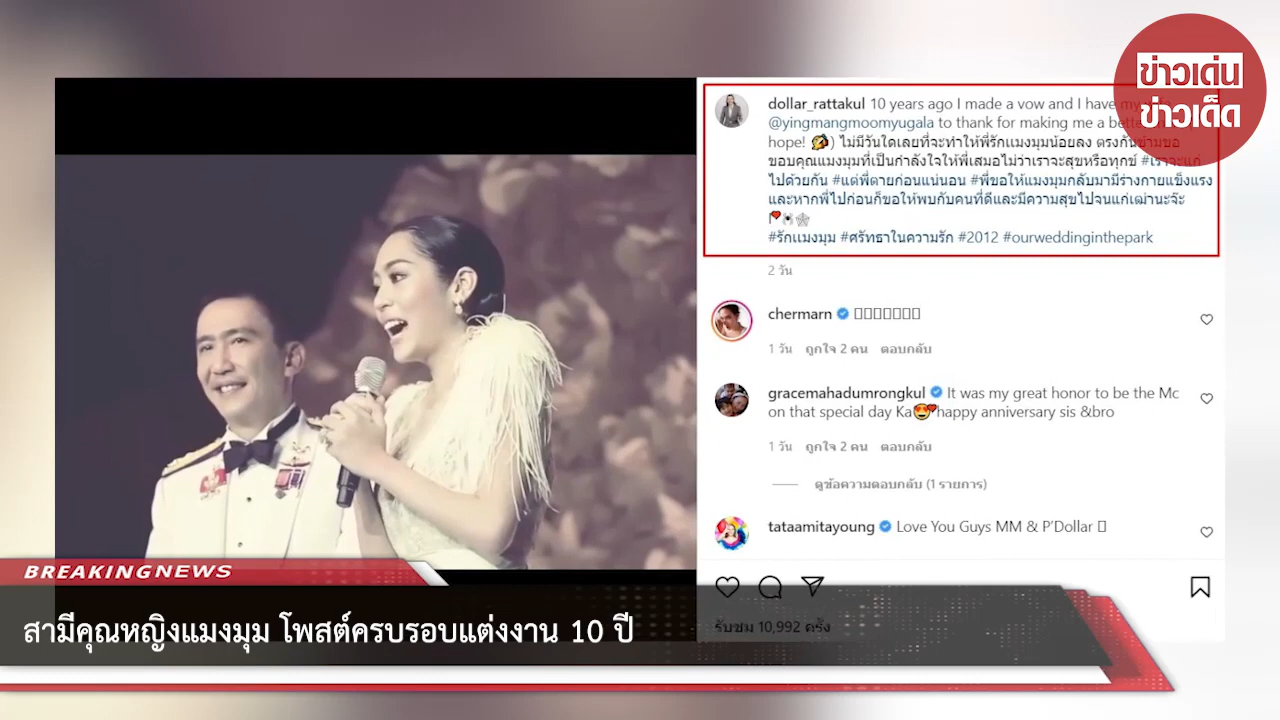 ข่าวเด่น
ข่าวเด็ด
dollar_rattakul 10 years ago I made a vow and I have my
@yingmangmoomyugala to thank for making me a
hope! 🤣) ไม่มีวันใดเลยที่จะทำให้พี่รักแมงมุมน้อยลง ตรงกันข้ามขอ
ขอบคุณแมงมุมที่เป็นกำลังใจให้พี่เสมอไม่ว่าเราจะสุขหรือทุกข์ #เราจะแก่
ไปด้วยกัน #แต่พี่ตายก่อนแน่นอน #พี่ขอให้แมงมุมกลับมามีร่างกายแข็งแรง
และหากพี่ไปก่อนก็ขอให้พบกับคนที่ดีและมีความสุขไปจนแก่เฒ่านะจ๊ะ
#รักแมงมุม #ศรัทธาในความรัก #2012 #ourweddinginthepark
2 วัน
chermarn
1 วัน ถูกใจ 2 คน ตอบกลับ
gracemahadumrongkul It was my great honor to be the Mc
on that special day Ka😍❤️happy anniversary sis &bro
1 วัน ถูกใจ 2 คน ตอบกลับ
ดูข้อความตอบกลับ (1 รายการ)
tataamitayoung Love You Guys MM & P'Dollar
รับชม 10,992 ครั้ง
BREAKINGNEWS
สามีคุณหญิงแมงมุม โพสต์ครบรอบแต่งงาน 10 ปี